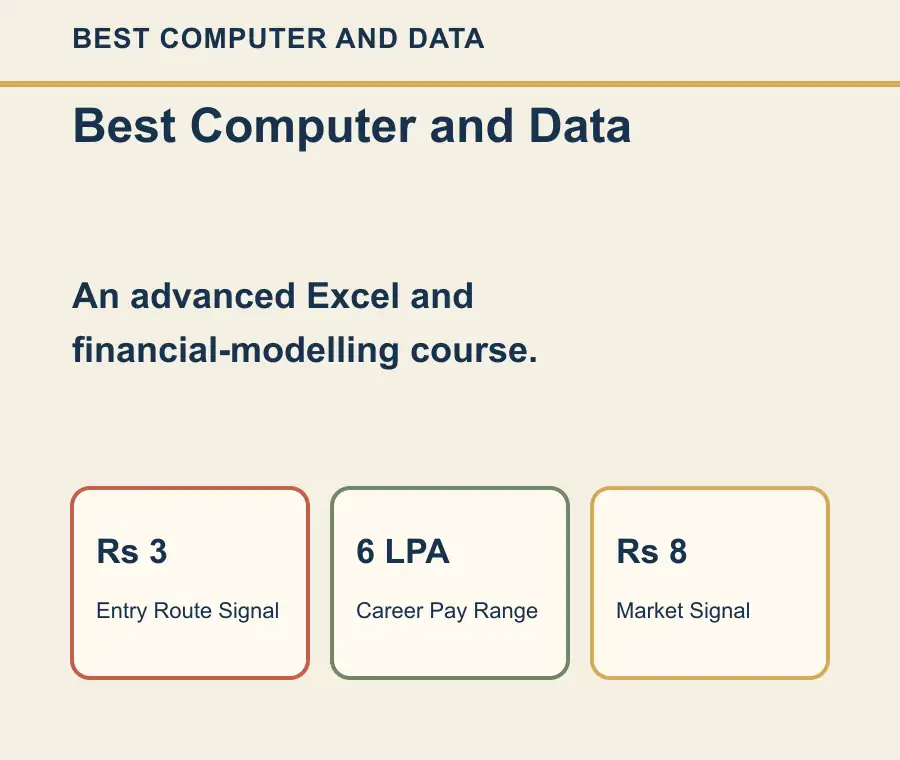 BEST COMPUTER AND DATA
Best Computer and Data
An advanced Excel and
financial-modelling course.
Rs 3
Entry Route Signal
6 LPA
Career Pay Range
Rs 8
Market Signal